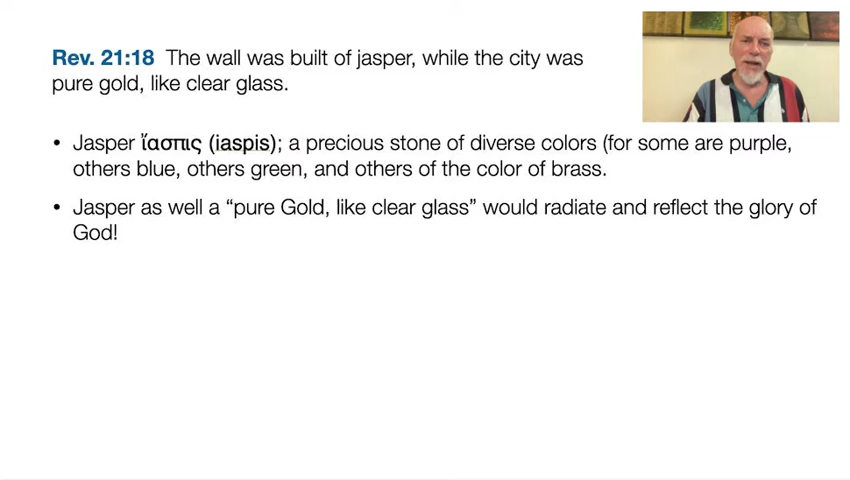 Rev. 21:18 The wall was built of jasper, while the city was
pure gold, like clear glass.
• Jasper ἴασπις (iaspis); a precious stone of diverse colors (for some are purple,
others blue, others green, and others of the color of brass.
• Jasper as well a “pure Gold, like clear glass” would radiate and reflect the glory of
God!